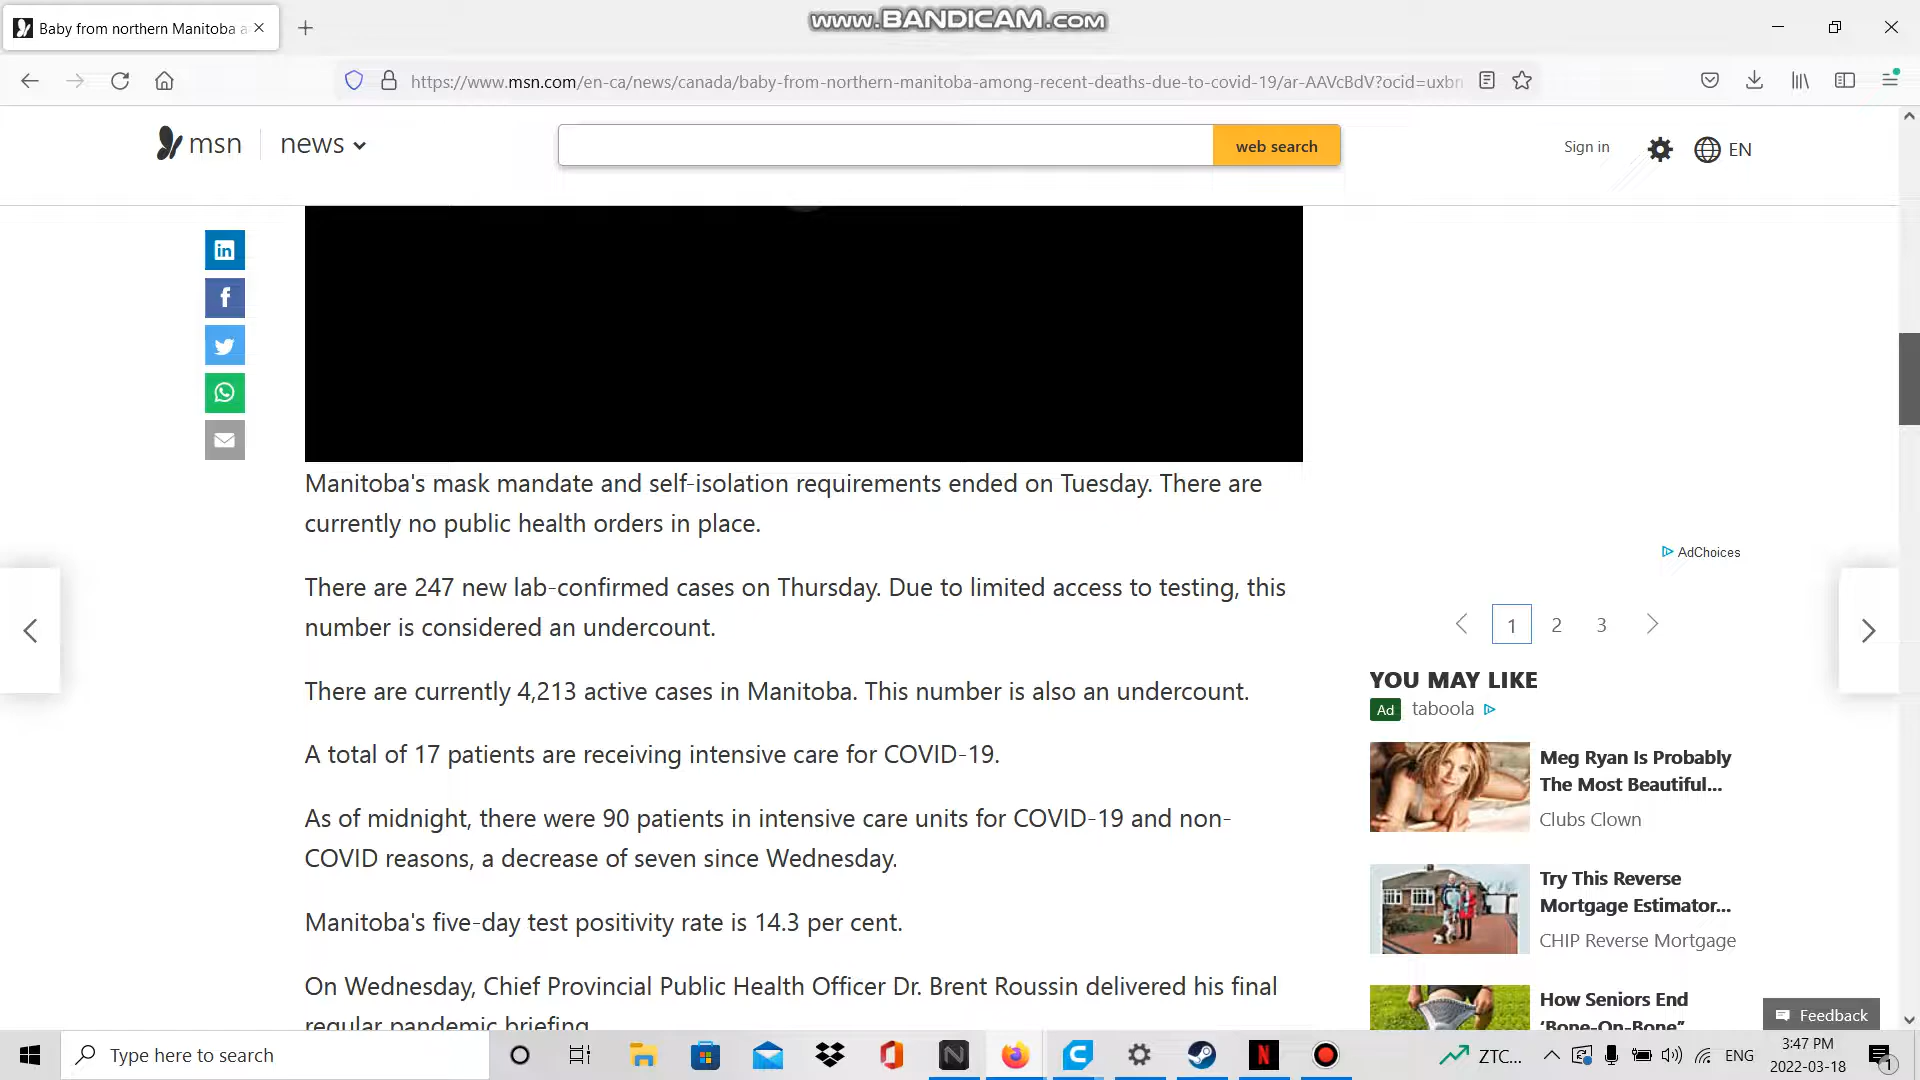 www.BANDICAM.com
Baby from northern Manitoba a
https://www.msn.com/en-ca/news/canada/baby-from-northern-manitoba-among-recent-deaths-due-to-covid-19/ar-AAVcBdV?ocid=uxbn
msn
news
web search
Sign in
EN
in
f
Manitoba's mask mandate and self-isolation requirements ended on Tuesday. There are
currently no public health orders in place.
There are 247 new lab-confirmed cases on Thursday. Due to limited access to testing, this
number is considered an undercount.
There are currently 4,213 active cases in Manitoba. This number is also an undercount.
A total of 17 patients are receiving intensive care for COVID-19.
As of midnight, there were 90 patients in intensive care units for COVID-19 and non-
COVID reasons, a decrease of seven since Wednesday.
Manitoba's five-day test positivity rate is 14.3 per cent.
On Wednesday, Chief Provincial Public Health Officer Dr. Brent Roussin delivered his final
regular pandemic briefing.
AdChoices
1 2 3
YOU MAY LIKE
Ad taboola
Meg Ryan Is Probably
The Most Beautiful...
Clubs Clown
Try This Reverse
Mortgage Estimator...
CHIP Reverse Mortgage
How Seniors End
‘Bone-On-Bone”
Feedback
Type here to search
N
N
ZTC...
ENG
3:47 PM
2022-03-18
1